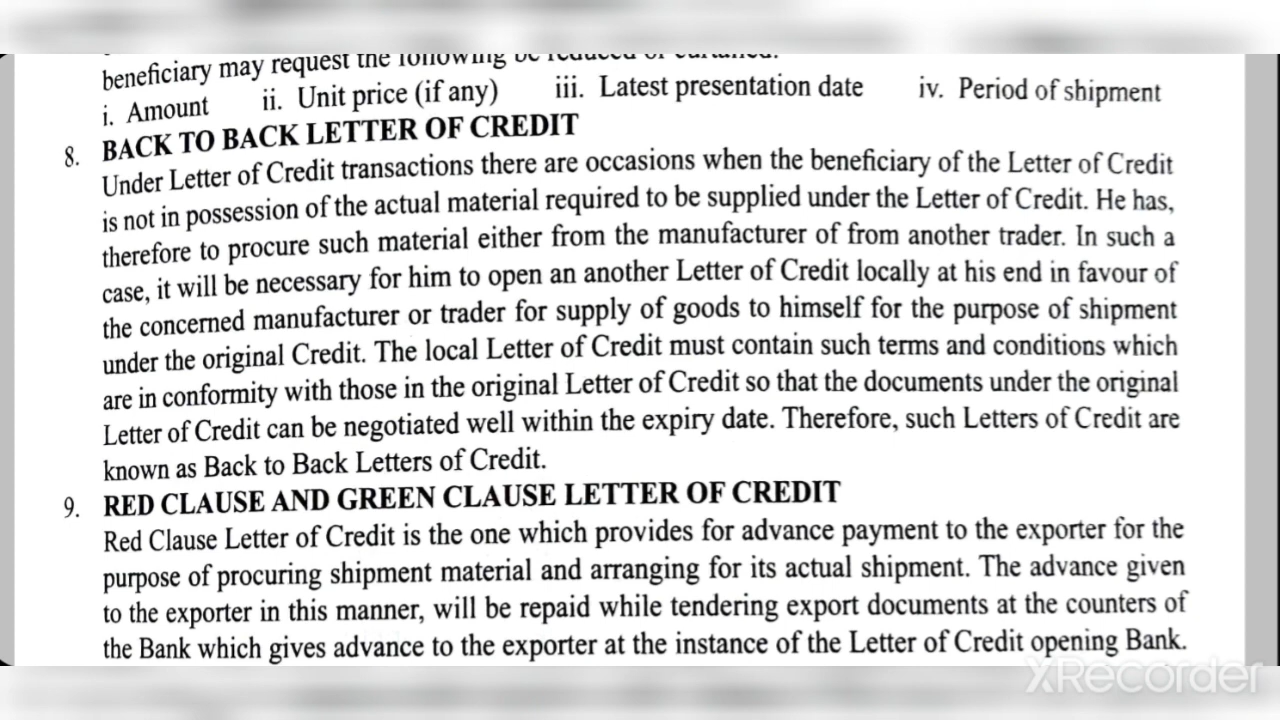 beneficiary may request the following be reduced or curtailed.
i. Amount ii. Unit price (if any) iii. Latest presentation date iv. Period of shipment
8. BACK TO BACK LETTER OF CREDIT
Under Letter of Credit transactions there are occasions when the beneficiary of the Letter of Credit
is not in possession of the actual material required to be supplied under the Letter of Credit. He has,
therefore to procure such material either from the manufacturer of from another trader. In such a
case, it will be necessary for him to open an another Letter of Credit locally at his end in favour of
the concerned manufacturer or trader for supply of goods to himself for the purpose of shipment
under the original Credit. The local Letter of Credit must contain such terms and conditions which
are in conformity with those in the original Letter of Credit so that the documents under the original
Letter of Credit can be negotiated well within the expiry date. Therefore, such Letters of Credit are
known as Back to Back Letters of Credit.
9. RED CLAUSE AND GREEN CLAUSE LETTER OF CREDIT
Red Clause Letter of Credit is the one which provides for advance payment to the exporter for the
purpose of procuring shipment material and arranging for its actual shipment. The advance given
to the exporter in this manner, will be repaid while tendering export documents at the counters of
the Bank which gives advance to the exporter at the instance of the Letter of Credit opening Bank.
XRecorder